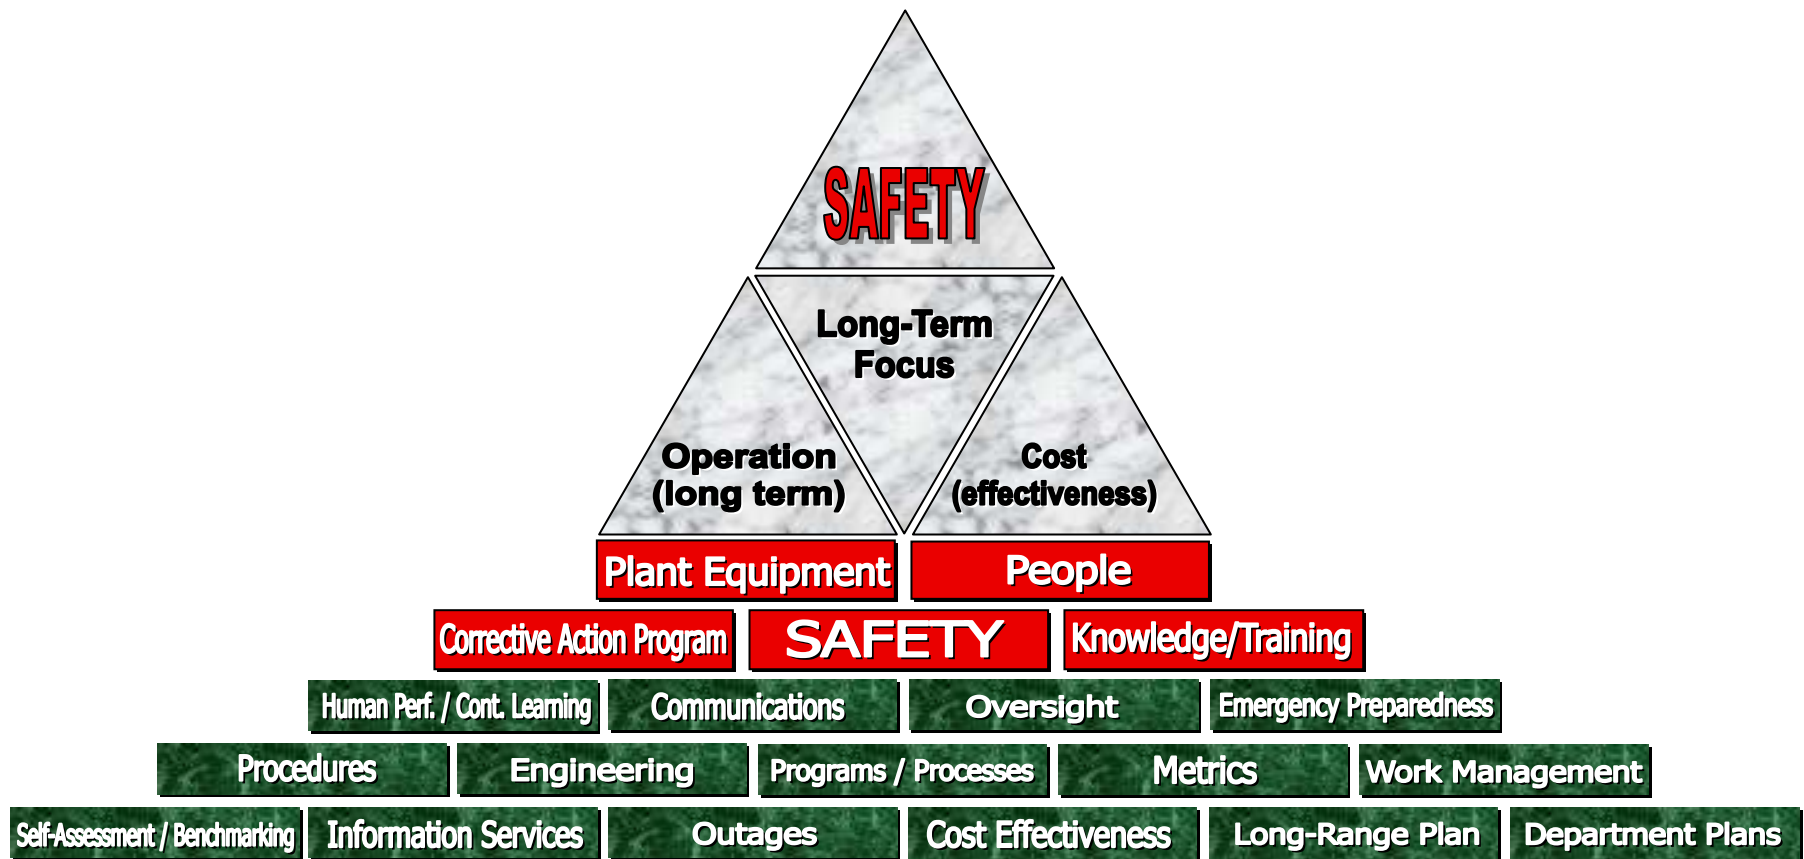 SAFETY
Long-Term
Focus
Operation
(long term)
Cost
(effectiveness)
Plant Equipment
People
Corrective Action Program
SAFETY
Knowledge/Training
Human Perf. / Cont. Learning
Communications
Oversight
Emergency Preparedness
Procedures
Engineering
Programs / Processes
Metrics
Work Management
Self-Assessment / Benchmarking
Information Services
Outages
Cost Effectiveness
Long-Range Plan
Department Plans